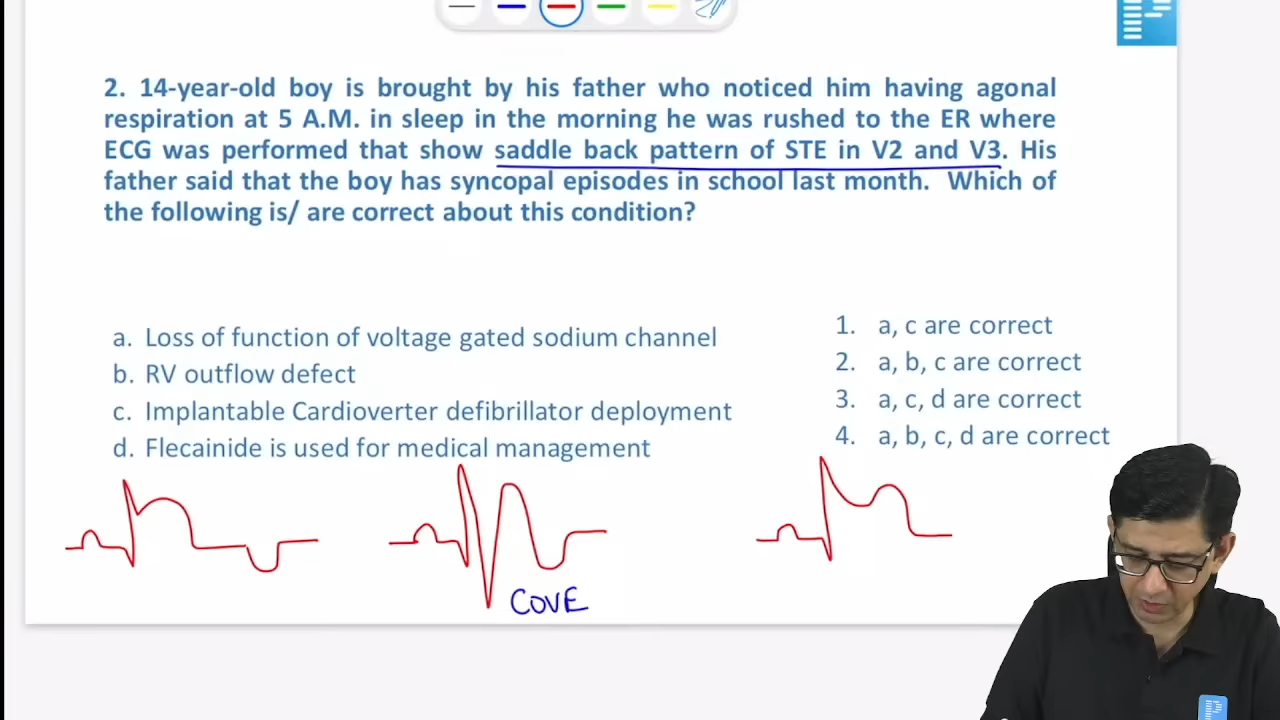 2. 14-year-old boy is brought by his father who noticed him having agonal
respiration at 5 A.M. in sleep in the morning he was rushed to the ER where
ECG was performed that show saddle back pattern of STE in V2 and V3. His
father said that the boy has syncopal episodes in school last month. Which of
the following is/ are correct about this condition?
a. Loss of function of voltage gated sodium channel
b. RV outflow defect
c. Implantable Cardioverter defibrillator deployment
d. Flecainide is used for medical management
1. a, c are correct
2. a, b, c are correct
3. a, c, d are correct
4. a, b, c, d are correct
COVE